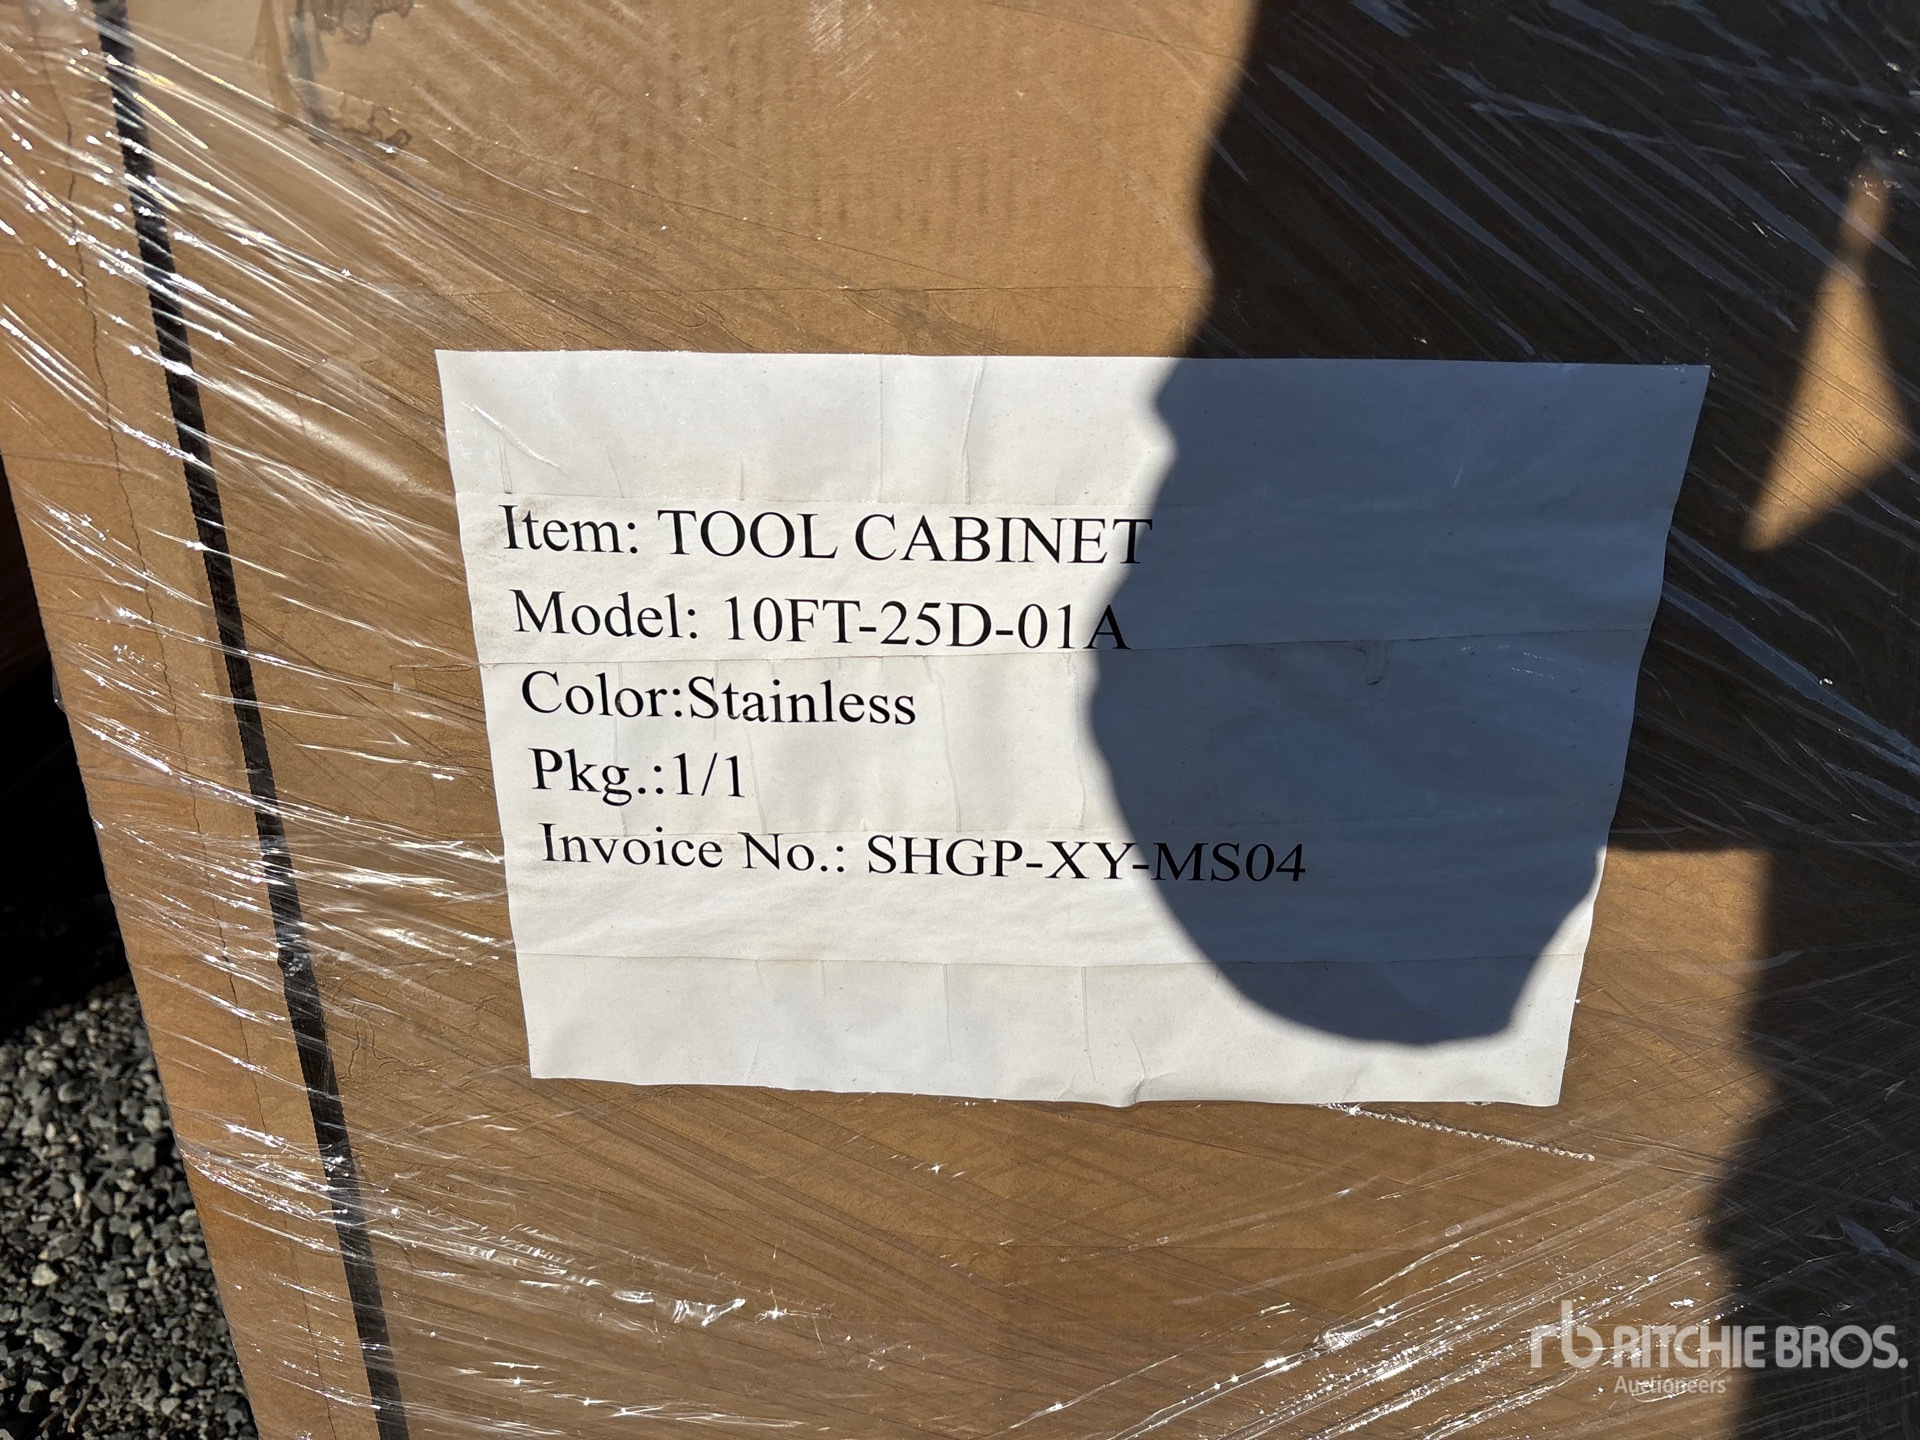 Item: TOOL CABINET
Model: 10FT-25D-01A
Color:Stainless
Pkg.:1/1
Invoice No.: SHGP-XY-MS04
rb RITCHIE BROS.
Auctioneers